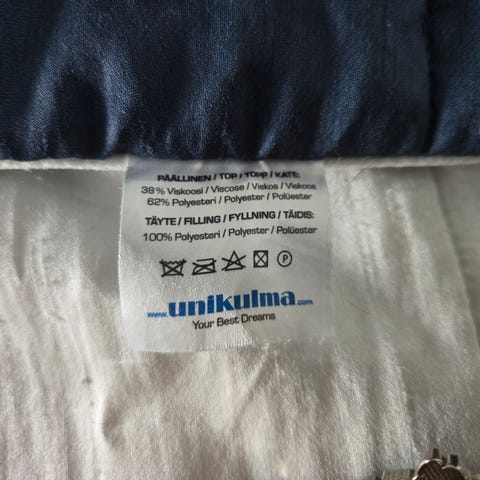 PÄÄLLINEN / TOP / TOPP / KATE:
38% Viskoosi / Viscose / Viskos / Viskoos
62% Polyesteri / Polyester / Polüester
TÄYTE / FILLING / FYLLNING / TÄIDIS:
100% Polyesteri / Polyester / Polüester
P
www.unikulma.com
Your Best Dreams